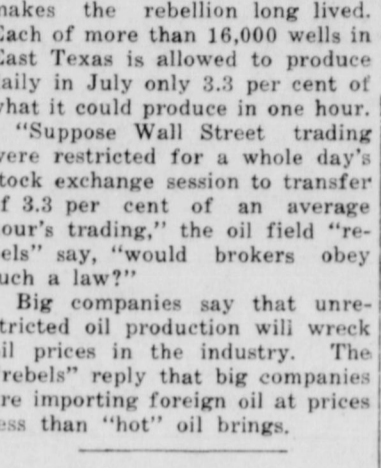 makes the rebellion long lived.
Each of more than 16,000 wells in
East Texas is allowed to produce
daily in July only 3.3 per cent of
what it could produce in one hour.
"Suppose Wall Street trading
were restricted for a whole day's
stock exchange session to transfer
of 3.3 per cent of an average
hour's trading," the oil field "re-
bels" say, "would brokers obey
such a law?"
Big companies say that unre-
stricted oil production will wreck
oil prices in the industry. The
"rebels" reply that big companies
are importing foreign oil at prices
less than "hot" oil brings.